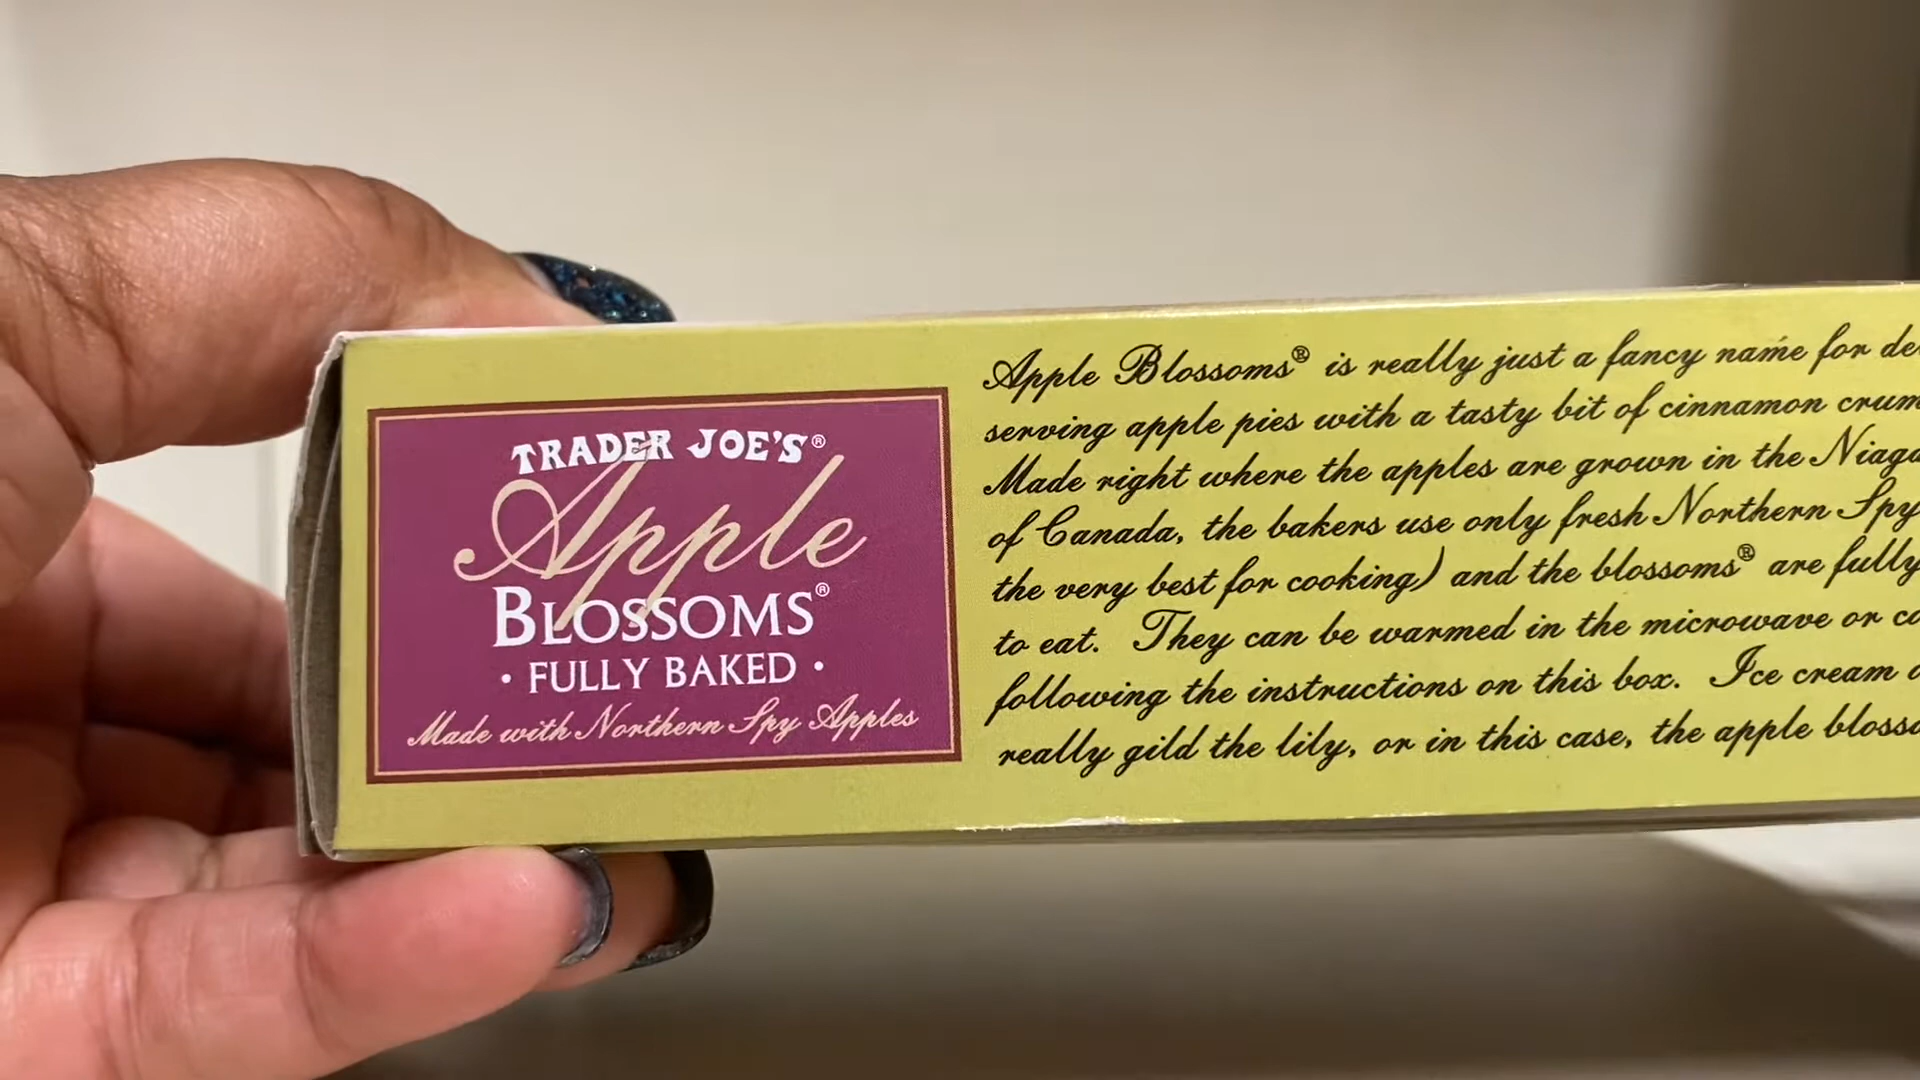 TRADER JOE'S®
Apple
BLOSSOMS®
• FULLY BAKED •
Made with Northern Spy Apples
Apple Blossoms® is really just a fancy name for
serving apple pies with a tasty bit of cinnamon
Made right where the apples are grown in the
of Canada, the bakers use only fresh Northern Spy
the very best for cooking) and the blossoms® are fully
to eat. They can be warmed in the microwave or
following the instructions on this box. Ice cream
really gild the lily, or in this case, the apple